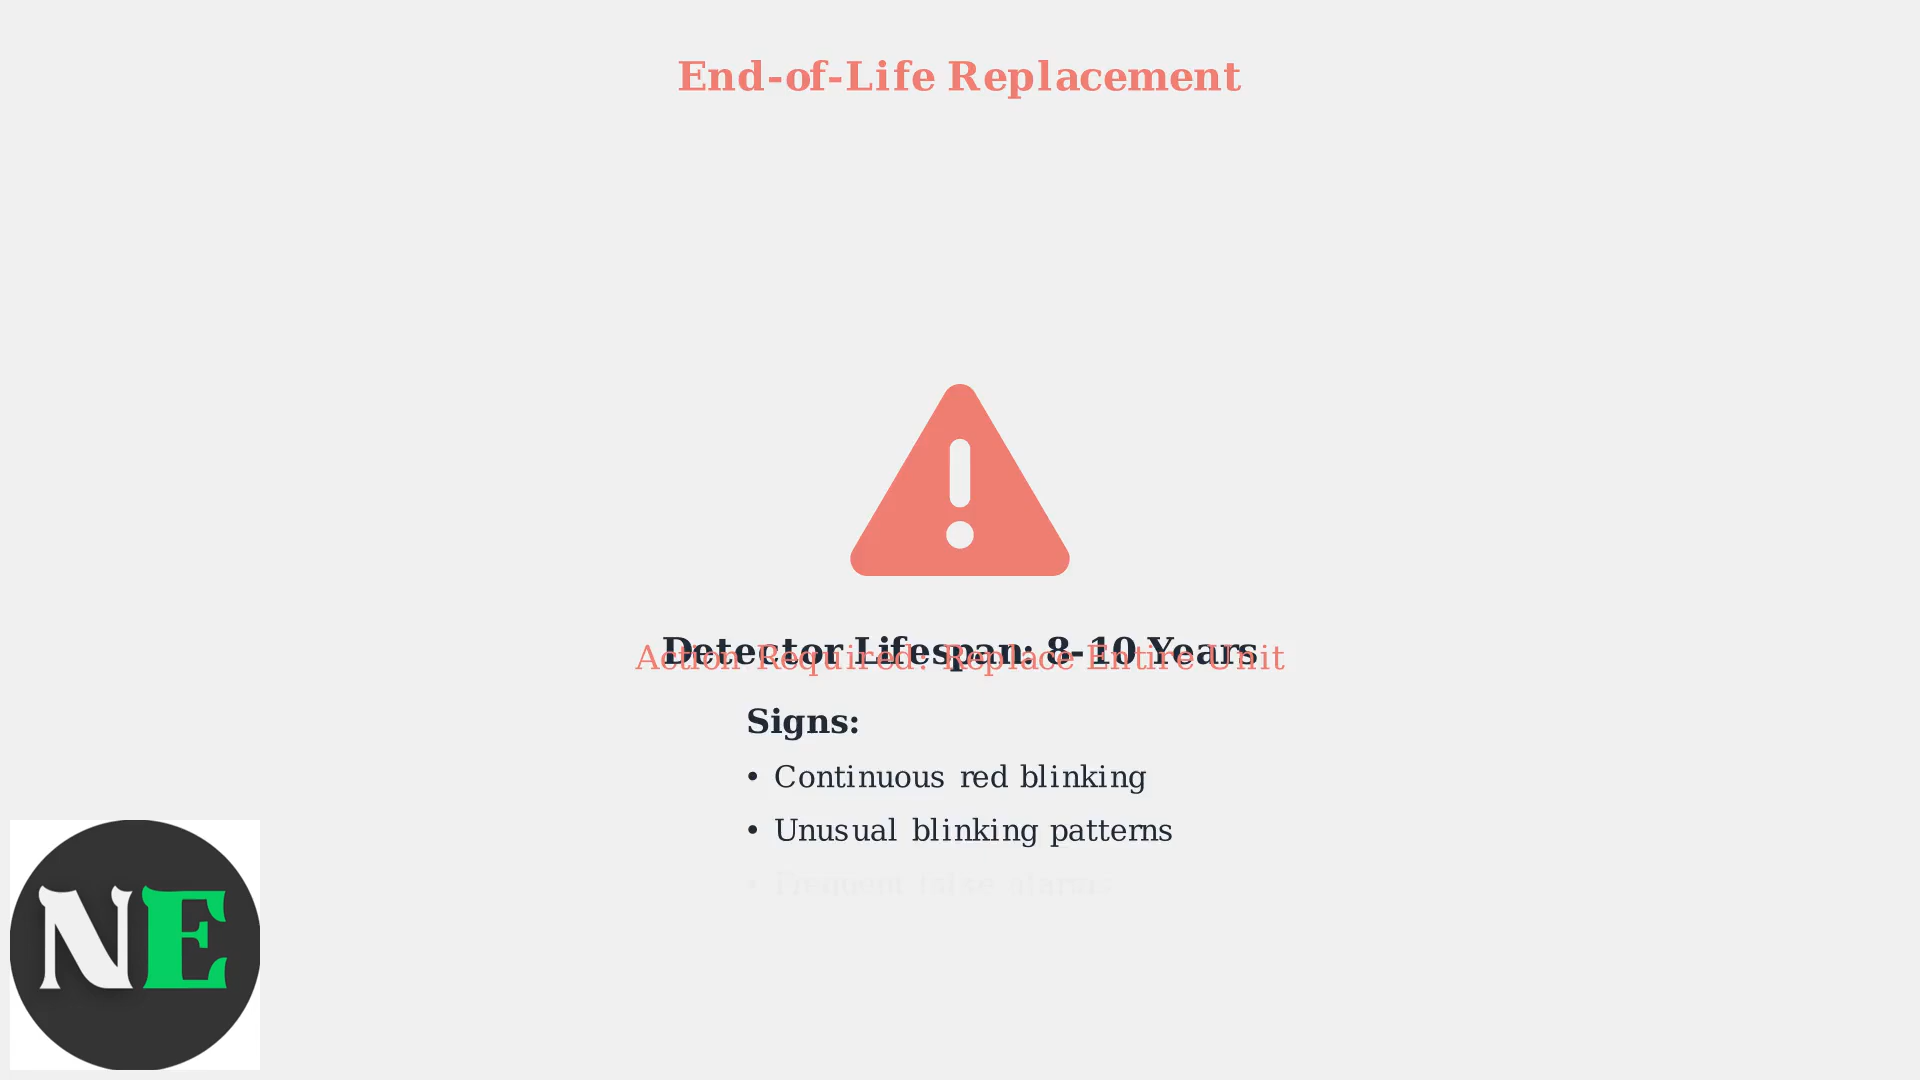 End-of-Life Replacement
Detector Lifespan: 8-10 Years
Action Required: Replace Entire Unit
Signs:
• Continuous red blinking
• Unusual blinking patterns
• Frequent false alarms
NE